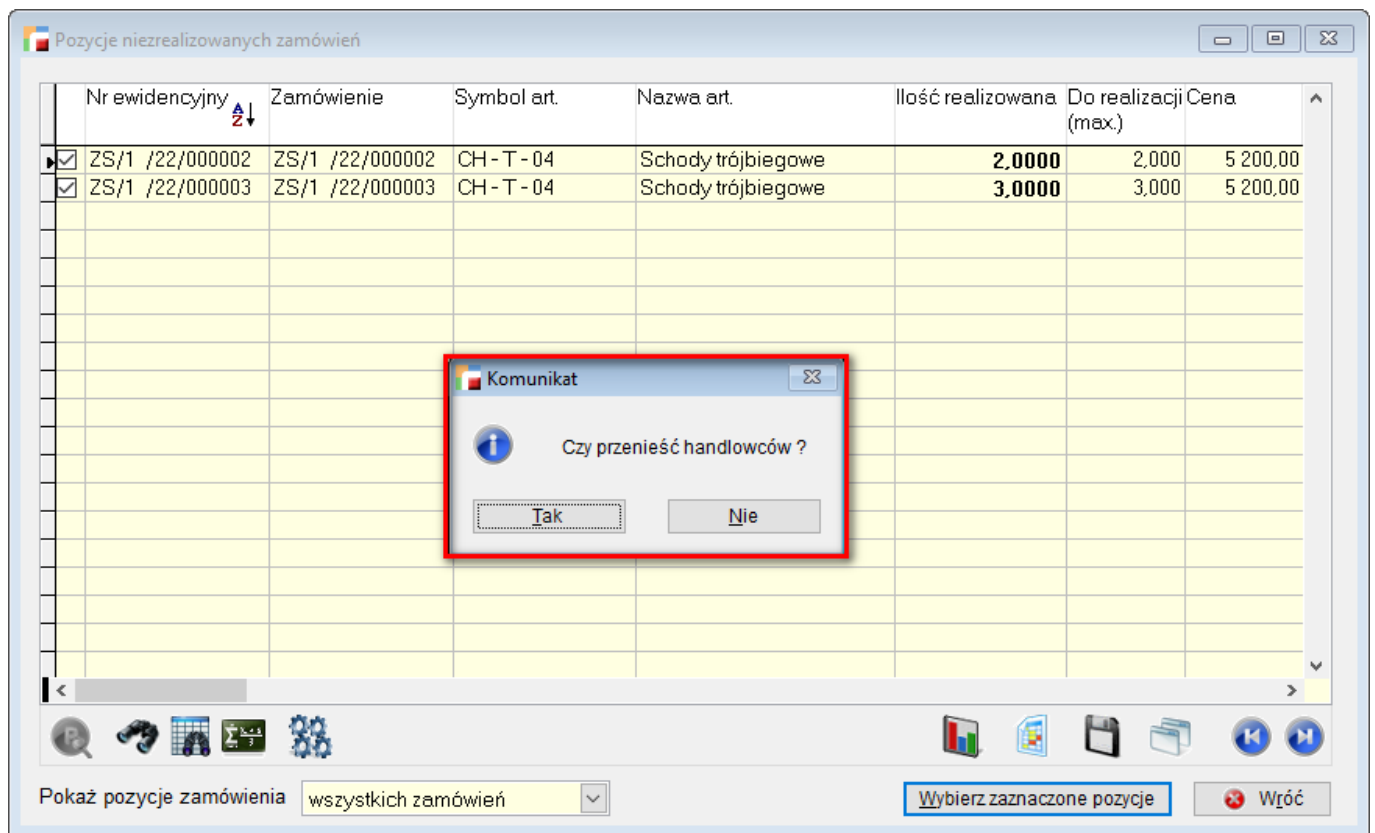 Pozycje niezrealizowanych zamówień
Nr ewidencyjny Zamówienie Symbol art. Nazwa art. Ilość realizowana Do realizacji (max.) Cena
ZS/1 /22/000002 ZS/1 /22/000002 CH-T-04 Schody trójbiegowe 2,0000 2,000 5 200,00
ZS/1 /22/000003 ZS/1 /22/000003 CH-T-04 Schody trójbiegowe 3,0000 3,000 5 200,00
Komunikat
Czy przenieść handlowców ?
Tak Nie
Pokaż pozycje zamówienia wszystkich zamówień Wybierz zaznaczone pozycje Wróć